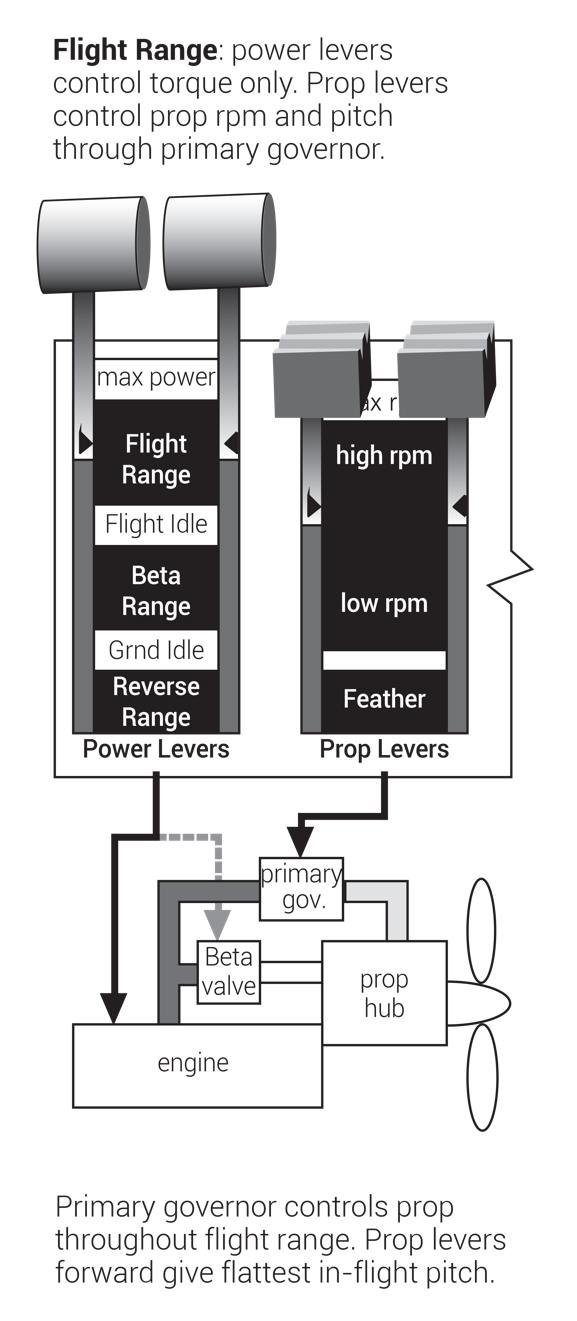 Flight Range: power levers
control torque only. Prop levers
control prop rpm and pitch
through primary governor.
max power
Flight
Range
Flight Idle
Beta
Range
Grnd Idle
Reverse
Range
Power Levers
high rpm
low rpm
Feather
Prop Levers
primary
gov.
Beta
valve
prop
hub
engine
Primary governor controls prop
throughout flight range. Prop levers
forward give flattest in-flight pitch.